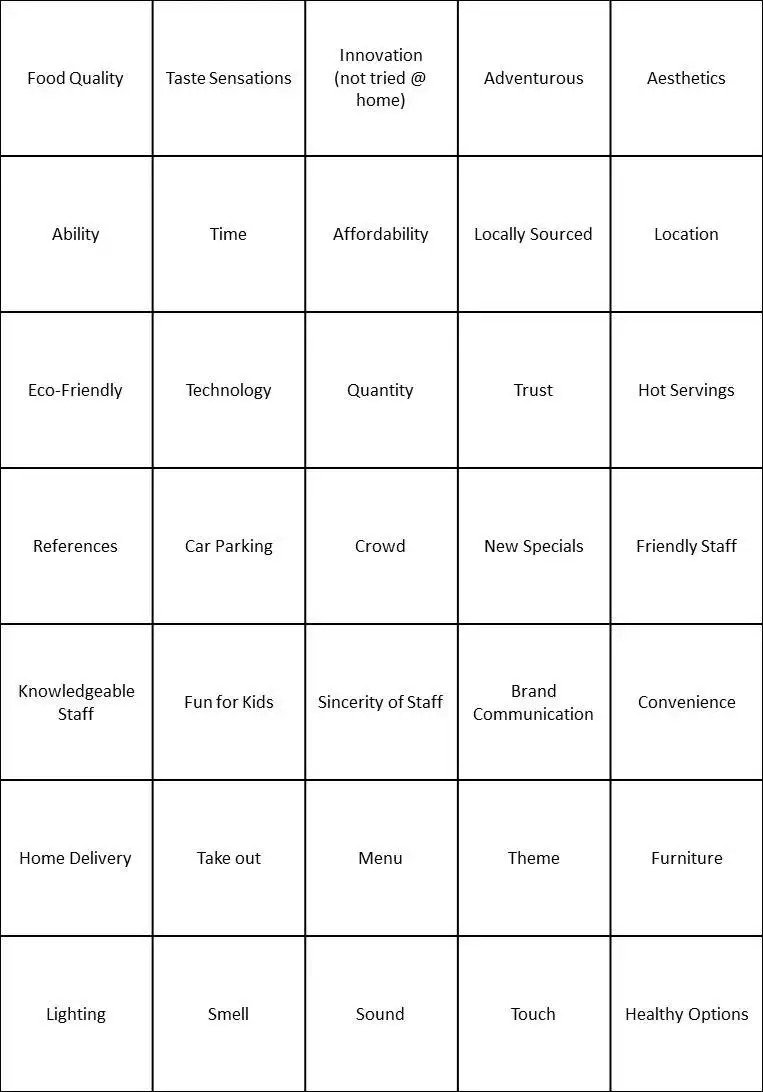 Food Quality
Taste Sensations
Innovation
(not tried @
home)
Adventurous
Aesthetics
Ability
Time
Affordability
Locally Sourced
Location
Eco-Friendly
Technology
Quantity
Trust
Hot Servings
References
Car Parking
Crowd
New Specials
Friendly Staff
Knowledgeable
Staff
Fun for Kids
Sincerity of Staff
Brand
Communication
Convenience
Home Delivery
Take out
Menu
Theme
Furniture
Lighting
Smell
Sound
Touch
Healthy Options